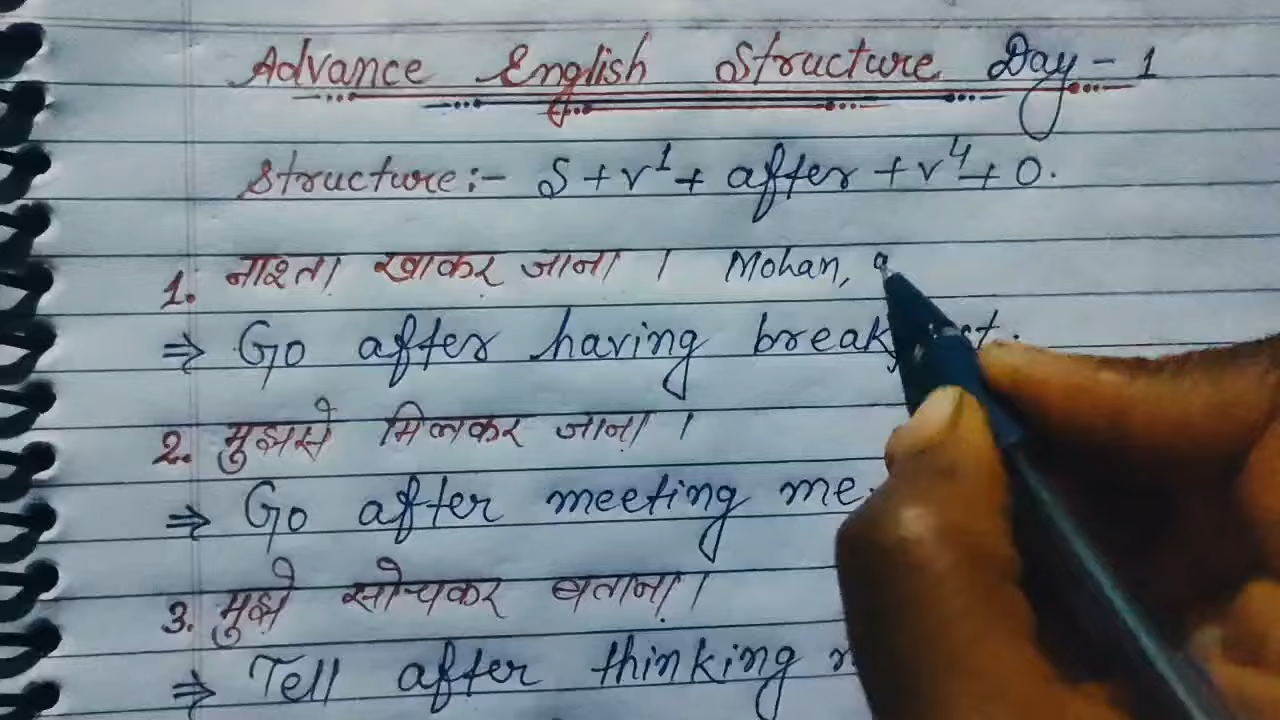 Advance English Structure Day-1
Structure:- S+v¹+ after +v⁴+O.
1. नाश्ता खाकर जाना । Mohan,
⇒ Go after having
2. मुझसे मिलकर जाना ।
⇒ Go after meeting me.
3. मुझे सोचकर बताना ।
⇒ Tell after thinking